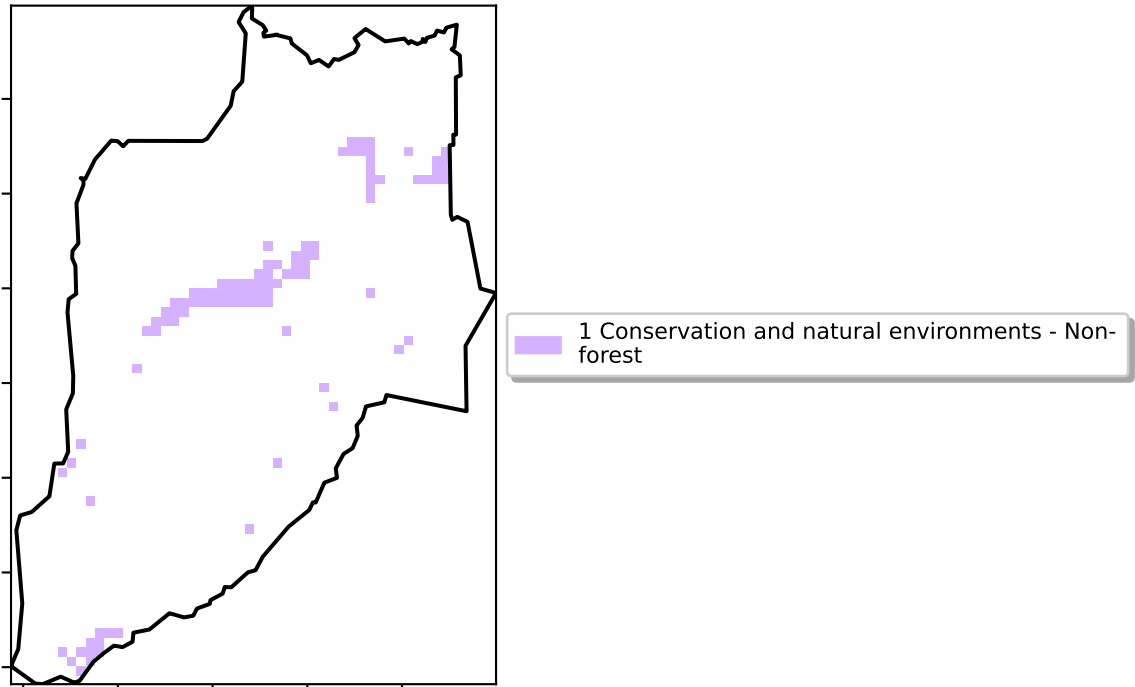 1 Conservation and natural environments - Non-
forest